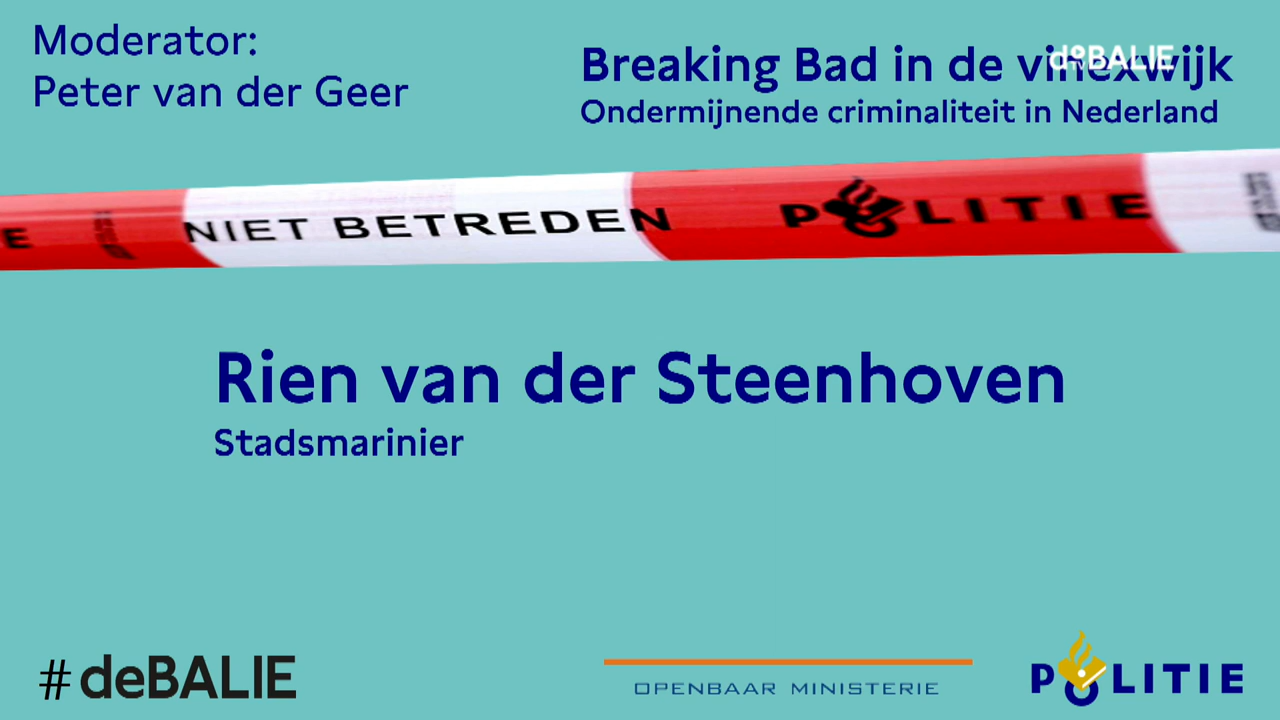 Moderator:
Peter van der Geer
Breaking Bad in de vinexwijk
deBALIE
TV
Ondermijnende criminaliteit in Nederland
E
NIET BETREDEN
POLITIE
Rien van der Steenhoven
Stadsmarinier
#deBALIE
OPENBAAR MINISTERIE
POLITIE